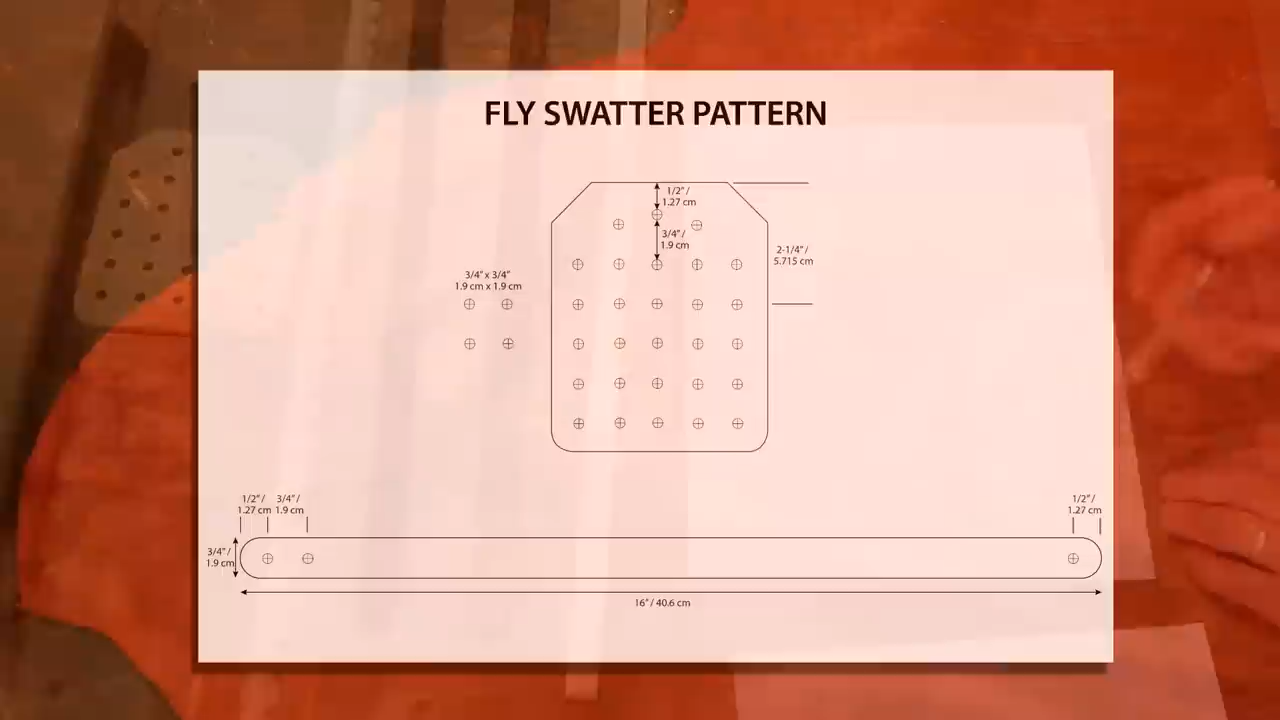 FLY SWATTER PATTERN
1/2″ /
1.27 cm
3/4″ /
1.9 cm
2-1/4″ /
5.715 cm
3/4″ x 3/4″
1.9 cm x 1.9 cm
1/2″ /
1.27 cm
3/4″ /
1.9 cm
1/2″ /
1.27 cm
3/4″ /
1.9 cm
16″ / 40.6 cm